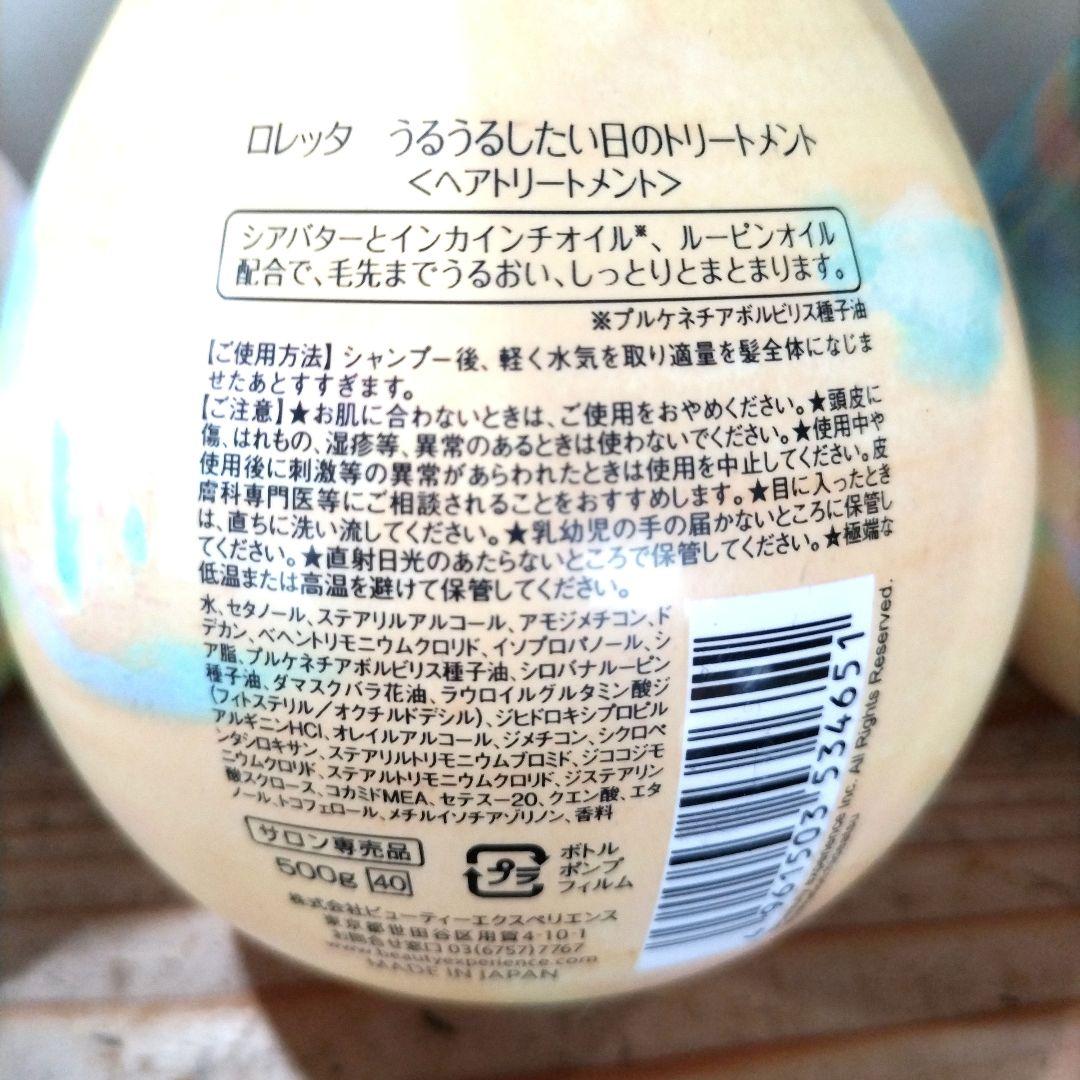 ロレッタ うるうるしたい日のトリートメント
<ヘアトリートメント>
シアバターとインカインチオイル※、ルーピンオイル
配合で、毛先までうるおい、しっとりとまとまります。
※プルケネチアボルビリス種子油
【ご使用方法】シャンプー後、軽く水気を取り適量を髪全体になじま
せたあとすすぎます。
【ご注意】★お肌に合わないときは、ご使用をおやめください。★頭皮に
傷、はれもの、湿疹等、異常のあるときは使わないでください。★使用中や
使用後に刺激等の異常があらわれたときは使用を中止してください。皮
膚科専門医等にご相談されることをおすすめします。★目に入ったとき
は、直ちに洗い流してください。★乳幼児の手の届かないところに保管し
てください。★直射日光のあたらないところで保管してください。★極端な
低温または高温を避けて保管してください。
水、セタノール、ステアリルアルコール、アモジメチコン、ド
デカン、ベヘントリモニウムクロリド、イソプロパノール、シ
ア脂、プルケネチアボルビリス種子油、シロバナルーピン
種子油、ダマスクバラ花油、ラウロイルグルタミン酸ジ
(フィトステリル/オクチルドデシル)、ジヒドロキシプロピル
アルギニンHCl、オレイルアルコール、ジメチコン、シクロペ
ンタシロキサン、ステアリルトリモニウムブロミド、ジココジモ
ニウムクロリド、ステアルトリモニウムクロリド、ジステアリン
酸スクロース、コカミドMEA、セテスー20、クエン酸、エタ
ノール、トコフェロール、メチルイソチアゾリノン、香料
サロン専売品
500g 40
プラ
ボトル
ポンプ
フィルム
株式会社ビューティーエクスペリエンス
東京都世田谷区用賀4-10-1
お問合せ窓口 03(6757)7767
www.beautyexperience.com
MADE IN JAPAN
4 961503 534651
experience Inc. All Rights Reserved.